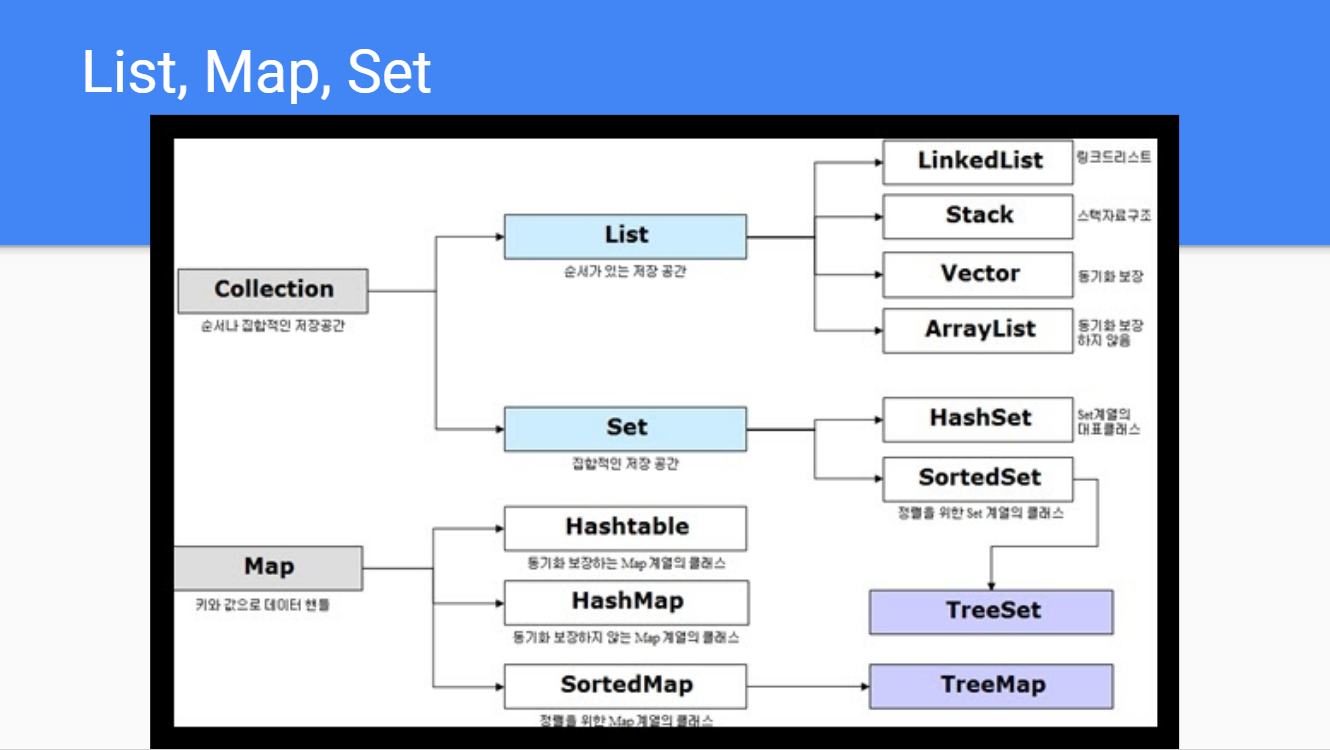 List, Map, Set
LinkedList
링크드리스트
Stack
스택자료구조
List
순서가 있는 저장 공간
Vector
동기화 보장
Collection
순서나 집합적인 저장공간
ArrayList
동기화 보장
하지 않음
Set
집합적인 저장 공간
HashSet
Set계열의
대표클래스
SortedSet
정렬을 위한 Set 계열의 클래스
Hashtable
동기화 보장하는 Map 계열의 클래스
Map
키와 값으로 데이터 핸들
HashMap
동기화 보장하지 않는 Map 계열의 클래스
TreeSet
SortedMap
정렬을 위한 Map 계열의 클래스
TreeMap